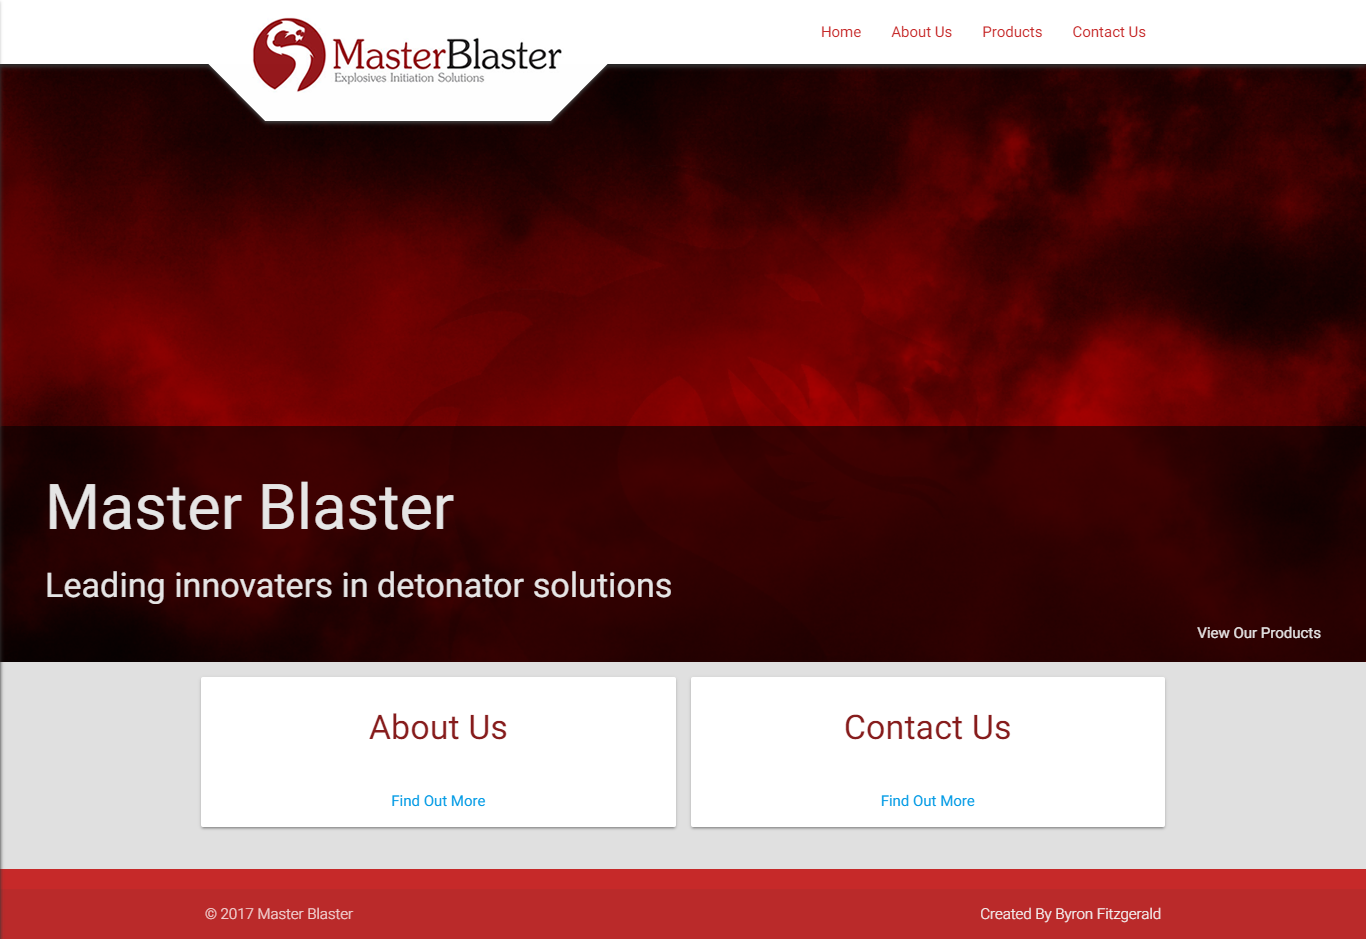 MasterBlaster
Explosives Initiation Solutions
Home
About Us
Products
Contact Us
Master Blaster
Leading innovaters in detonator solutions
View Our Products
About Us
Find Out More
Contact Us
Find Out More
© 2017 Master Blaster
Created By Byron Fitzgerald